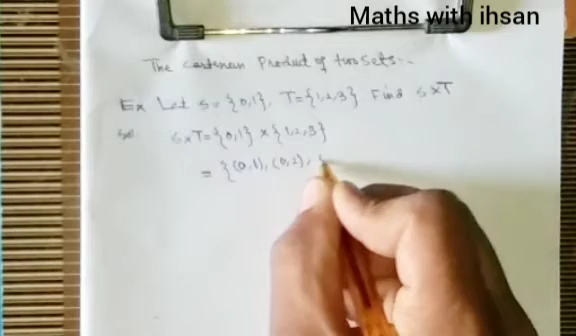 Maths with ihsan
The Cartesian Product of two sets:-
Ex Let S = {0,1}, T={1,2,3} Find S×T
Sol. S×T={0,1} × {1,2,3}
= {(0,1), (0,2), (